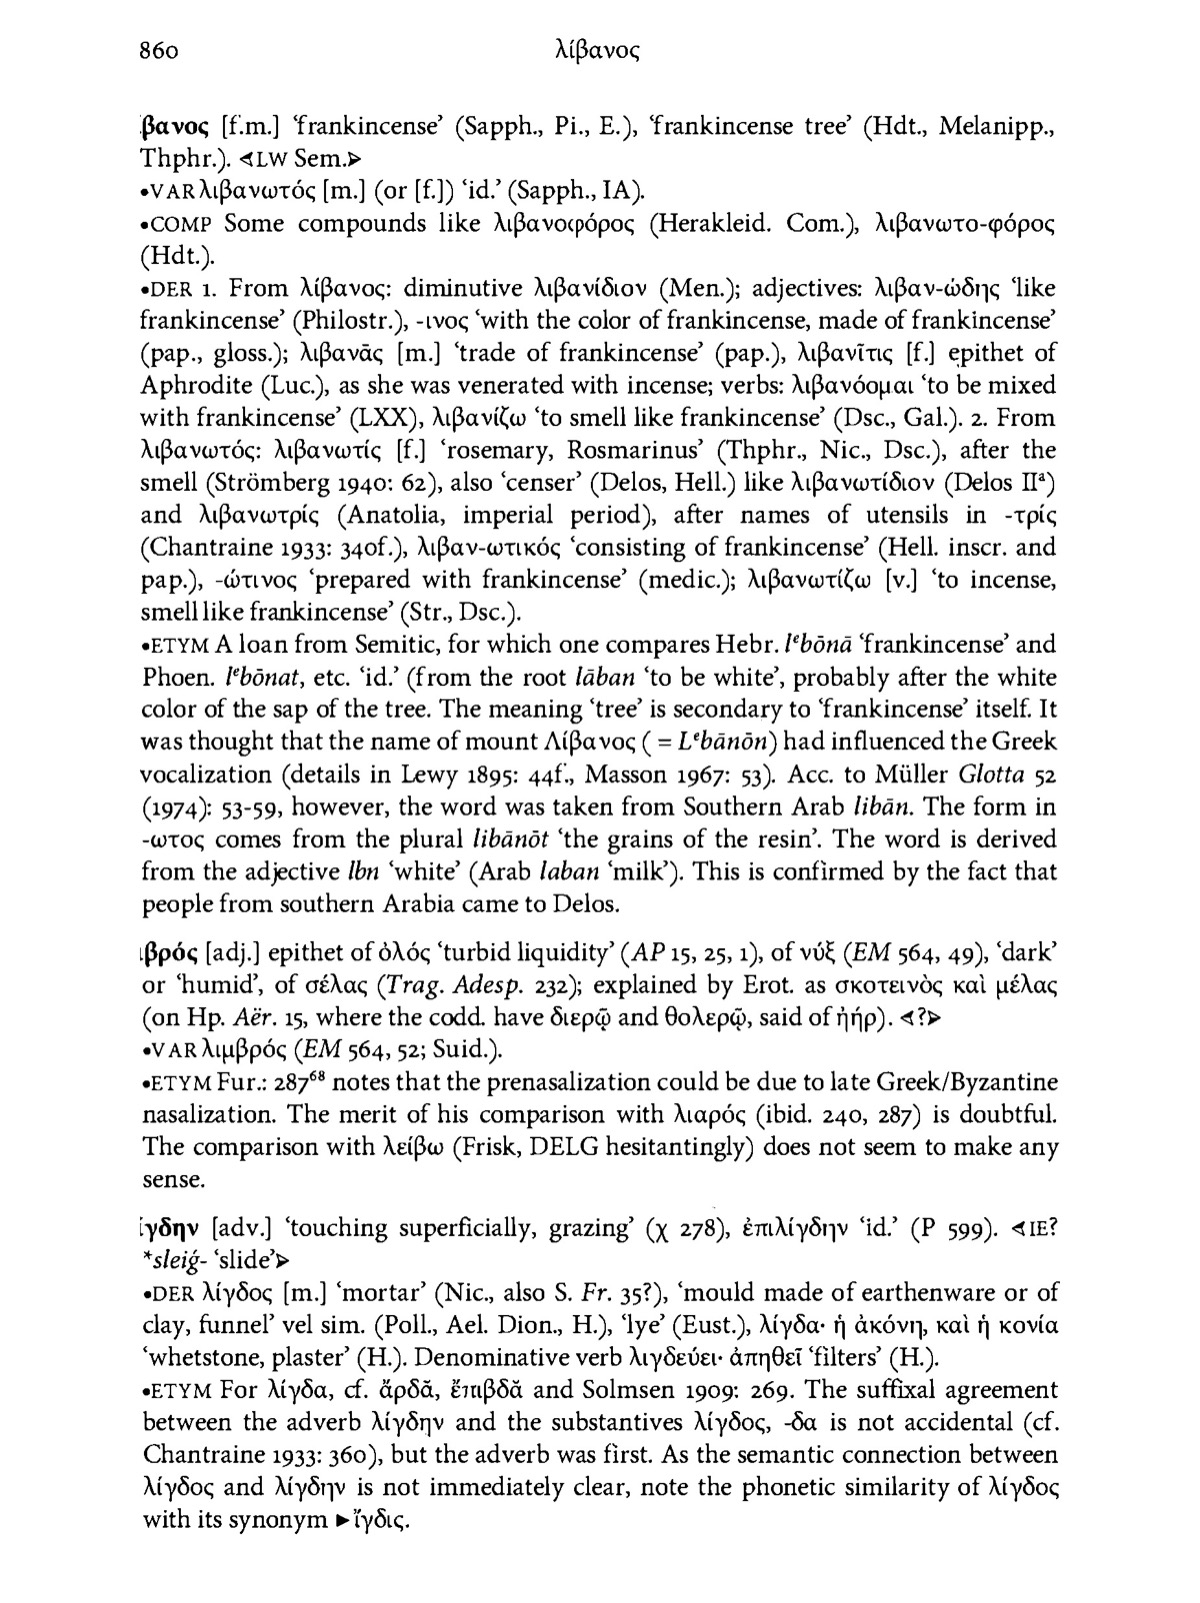 860 λίβανος
βανος [f.m.] ‘frankincense’ (Sapph., Pi., E.), ‘frankincense tree’ (Hdt., Melanipp.,
Thphr.). ⋖LW Sem.⋗
•VAR λιβανωτός [m.] (or [f.]) ‘id.’ (Sapph., IA).
•COMP Some compounds like λιβανοφόρος (Herakleid. Com.), λιβανωτο-φόρος
(Hdt.).
•DER 1. From λίβανος: diminutive λιβανίδιον (Men.); adjectives: λιβαν-ώδης ‘like
frankincense’ (Philostr.), -ινος ‘with the color of frankincense, made of frankincense’
(pap., gloss.); λιβανᾶς [m.] ‘trade of frankincense’ (pap.), λιβανῖτις [f.] epithet of
Aphrodite (Luc.), as she was venerated with incense; verbs: λιβανόομαι ‘to be mixed
with frankincense’ (LXX), λιβανίζω ‘to smell like frankincense’ (Dsc., Gal.). 2. From
λιβανωτός: λιβανωτίς [f.] ‘rosemary, Rosmarinus’ (Thphr., Nic., Dsc.), after the
smell (Strömberg 1940: 62), also ‘censer’ (Delos, Hell.) like λιβανωτίδιον (Delos IIᵃ)
and λιβανωτρίς (Anatolia, imperial period), after names of utensils in -τρίς
(Chantraine 1933: 340f.), λιβαν-ωτικός ‘consisting of frankincense’ (Hell. inscr. and
pap.), -ώτινος ‘prepared with frankincense’ (medic.); λιβανωτίζω [v.] ‘to incense,
smell like frankincense’ (Str., Dsc.).
•ETYM A loan from Semitic, for which one compares Hebr. lᵉbōnā ‘frankincense’ and
Phoen. lᵉbōnat, etc. ‘id.’ (from the root lāban ‘to be white’, probably after the white
color of the sap of the tree. The meaning ‘tree’ is secondary to ‘frankincense’ itself. It
was thought that the name of mount Λίβανος ( = Lᵉbānōn) had influenced the Greek
vocalization (details in Lewy 1895: 44f., Masson 1967: 53). Acc. to Müller Glotta 52
(1974): 53-59, however, the word was taken from Southern Arab libān. The form in
-ωτος comes from the plural libānōt ‘the grains of the resin’. The word is derived
from the adjective lbn ‘white’ (Arab laban ‘milk’). This is confirmed by the fact that
people from southern Arabia came to Delos.
βρός [adj.] epithet of ὀλός ‘turbid liquidity’ (AP 15, 25, 1), of νύξ (EM 564, 49), ‘dark’
or ‘humid’, of σέλας (Trag. Adesp. 232); explained by Erot. as σκοτεινὸς καὶ μέλας
(on Hp. Aër. 15, where the codd. have διερῷ and θολερῷ, said of ἠήρ). ⋖?⋗
•VAR λιμβρός (EM 564, 52; Suid.).
•ETYM Fur.: 287⁶⁸ notes that the prenasalization could be due to late Greek/Byzantine
nasalization. The merit of his comparison with λιαρός (ibid. 240, 287) is doubtful.
The comparison with λείβω (Frisk, DELG hesitantingly) does not seem to make any
sense.
ίγδην [adv.] ‘touching superficially, grazing’ (χ 278), ἐπιλίγδην ‘id.’ (Ρ 599). ⋖IE?
*sleiǵ- ‘slide’⋗
•DER λίγδος [m.] ‘mortar’ (Nic., also S. Fr. 35?), ‘mould made of earthenware or of
clay, funnel’ vel sim. (Poll., Ael. Dion., H.), ‘lye’ (Eust.), λίγδα· ἡ ἀκόνη, καὶ ἡ κονία
‘whetstone, plaster’ (H.). Denominative verb λιγδεύει· ἀπηθεῖ ‘filters’ (H.).
•ETYM For λίγδα, cf. ἄρδᾰ, ἔπιβδᾰ and Solmsen 1909: 269. The suffixal agreement
between the adverb λίγδην and the substantives λίγδος, -δα is not accidental (cf.
Chantraine 1933: 360), but the adverb was first. As the semantic connection between
λίγδος and λίγδην is not immediately clear, note the phonetic similarity of λίγδος
with its synonym ►ἴγδις.